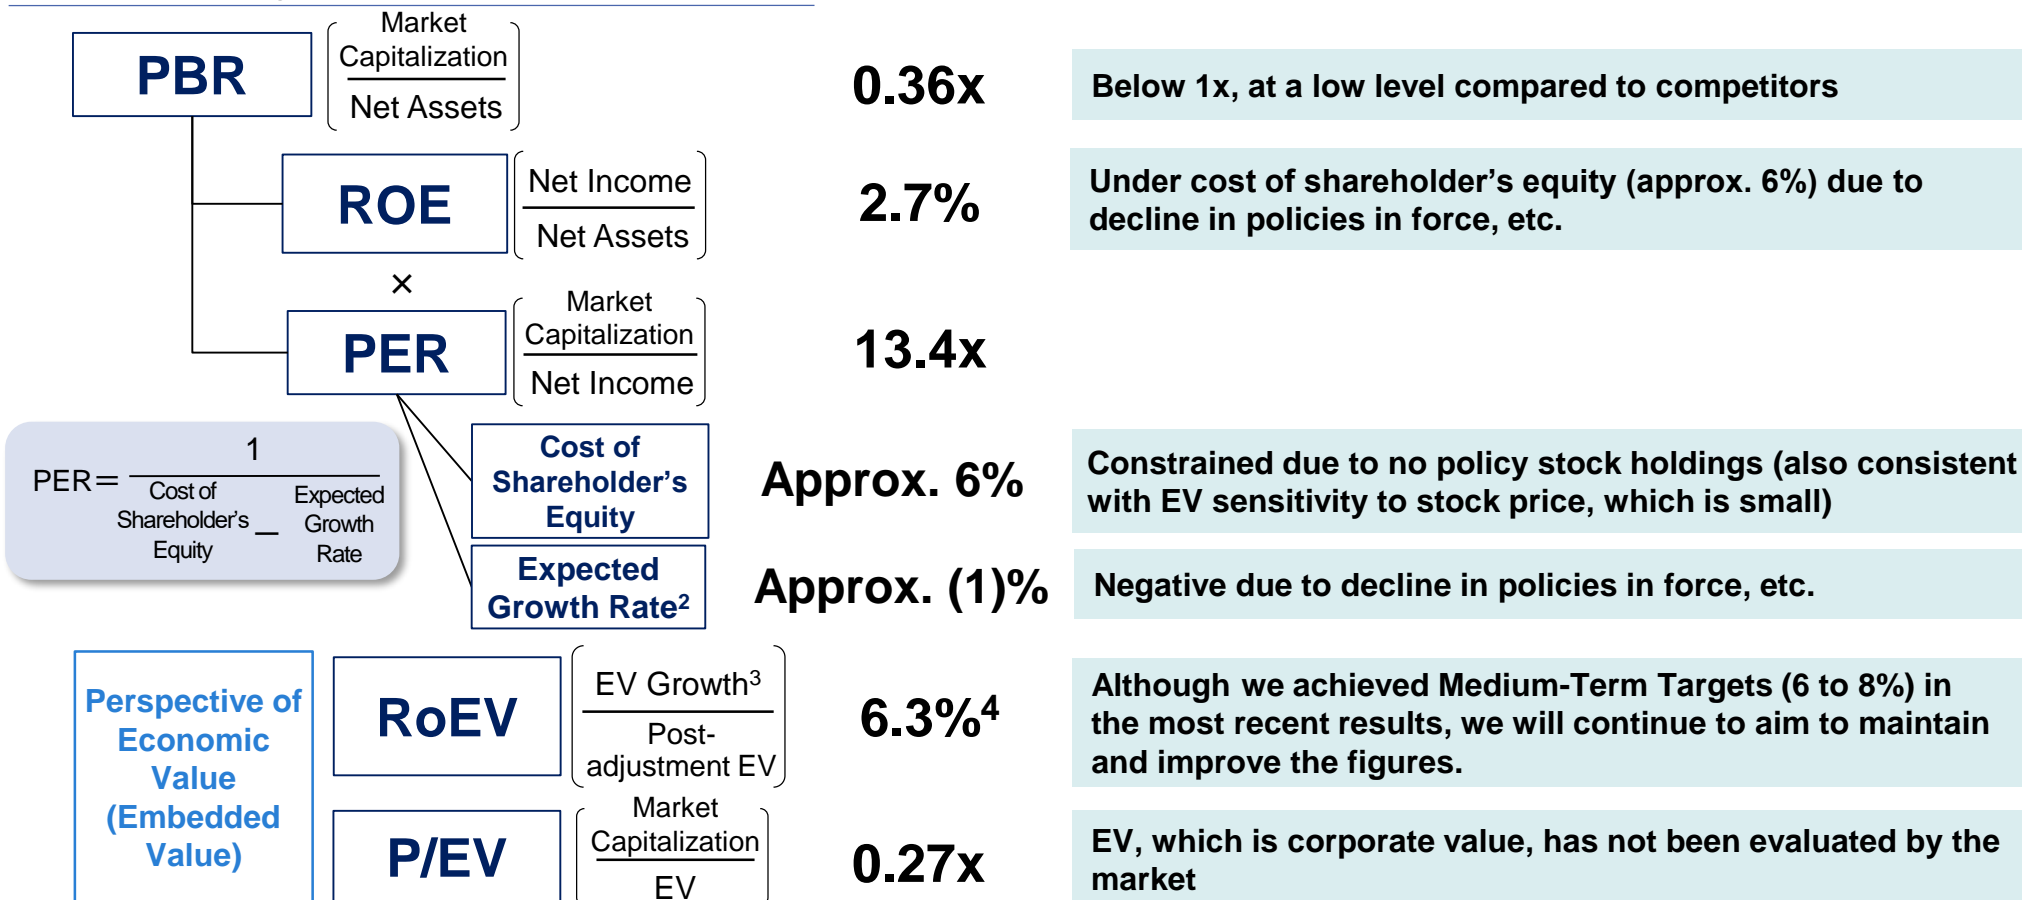 PBR
Market
Capitalization
Net Assets
0.36x
Below 1x, at a low level compared to competitors
ROE
Net Income
Net Assets
2.7%
Under cost of shareholder's equity (approx. 6%) due to
decline in policies in force, etc.
×
PER
Market
Capitalization
Net Income
13.4x
PER=
1
Cost of
Shareholder's
Equity
–
Expected
Growth
Rate
Cost of
Shareholder's
Equity
Approx. 6%
Constrained due to no policy stock holdings (also consistent
with EV sensitivity to stock price, which is small)
Expected
Growth Rate²
Approx. (1)%
Negative due to decline in policies in force, etc.
Perspective of
Economic
Value
(Embedded
Value)
RoEV
EV Growth³
Post-
adjustment EV
6.3%⁴
Although we achieved Medium-Term Targets (6 to 8%) in
the most recent results, we will continue to aim to maintain
and improve the figures.
P/EV
Market
Capitalization
EV
0.27x
EV, which is corporate value, has not been evaluated by the
market